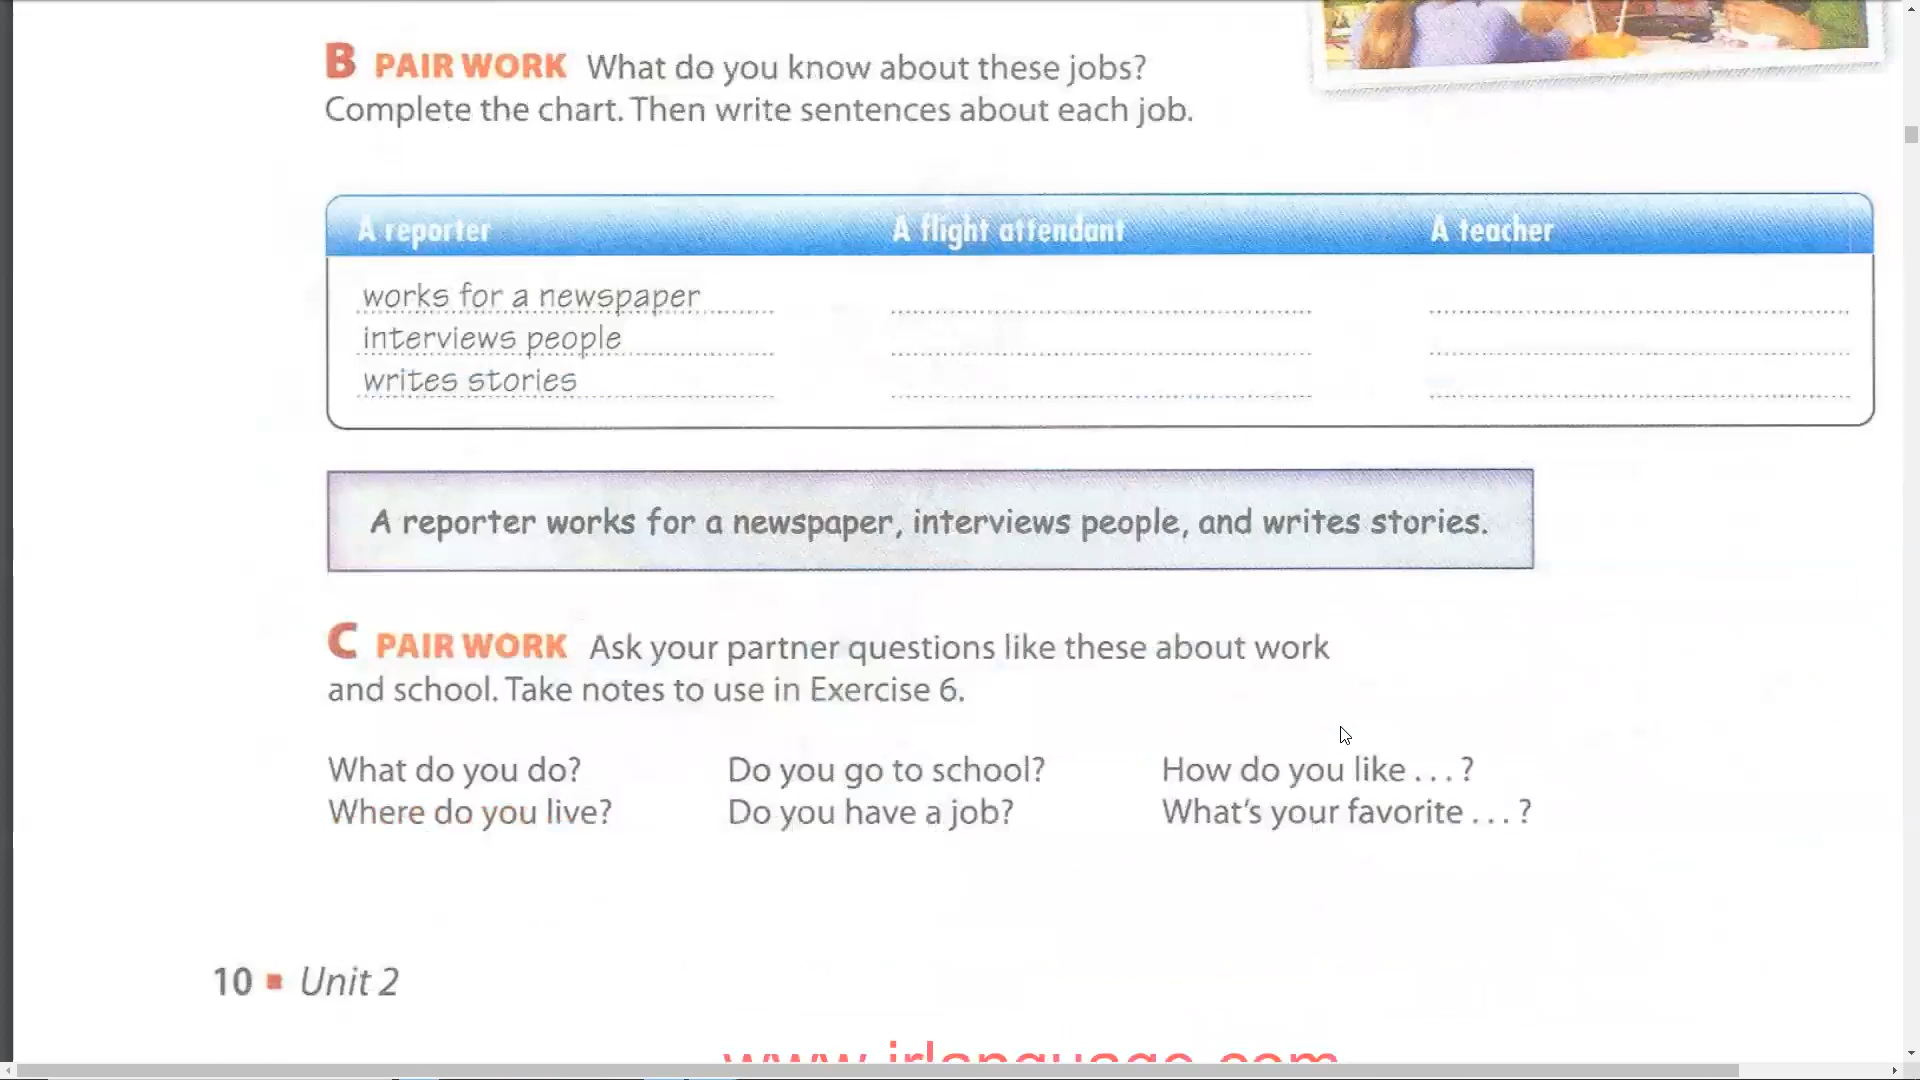 B PAIR WORK What do you know about these jobs?
Complete the chart. Then write sentences about each job.
A reporter A flight attendant A teacher
works for a newspaper
interviews people
writes stories
A reporter works for a newspaper, interviews people, and writes stories.
C PAIR WORK Ask your partner questions like these about work
and school. Take notes to use in Exercise 6.
What do you do? Do you go to school? How do you like . . . ?
Where do you live? Do you have a job? What's your favorite . . . ?
10 ▪ Unit 2
www.irlanguage.com